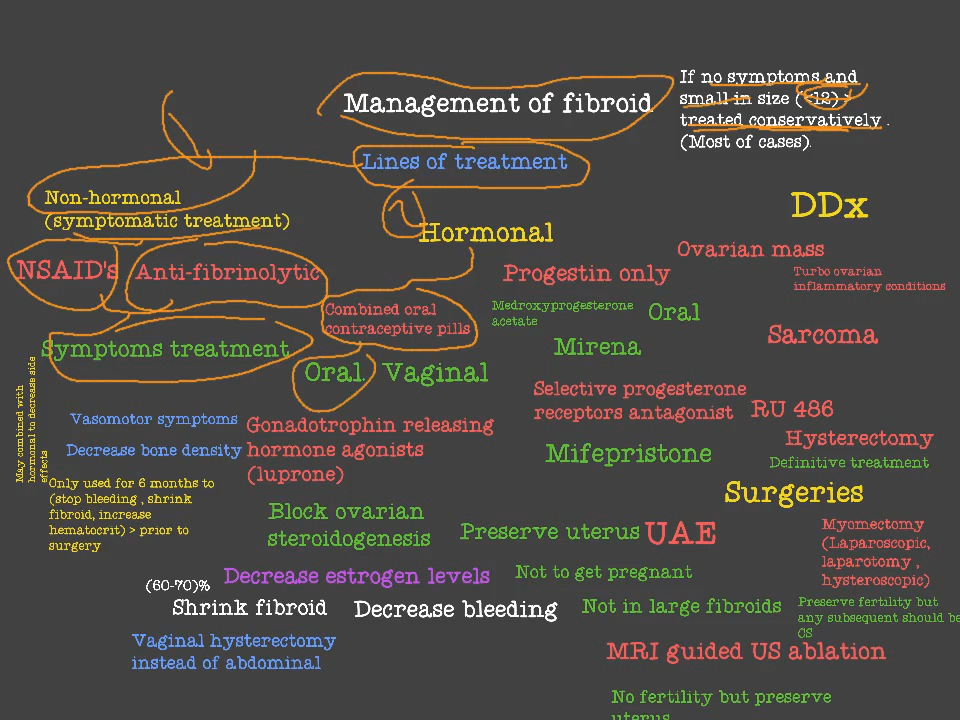 Management of fibroid
If no symptoms and
small in size (<12) >
treated conservatively .
(Most of cases).
Lines of treatment
Non-hormonal
(symptomatic treatment)
Hormonal
DDx
NSAID's
Anti-fibrinolytic
Progestin only
Ovarian mass
Turbo ovarian
inflammatory conditions
Combined oral
contraceptive pills
Medroxyprogesterone
acetate
Oral
Sarcoma
Symptoms treatment
Mirena
Oral.
Vaginal
May combined with
hormonal to decrease side
effects
Selective progesterone
receptors antagonist
RU 486
Vasomotor symptoms
Decrease bone density
Gonadotrophin releasing
hormone agonists
(luprone)
Mifepristone
Hysterectomy
Definitive treatment
Only used for 6 months to
(stop bleeding , shrink
fibroid, increase
hematocrit) > prior to
surgery
Surgeries
Block ovarian
steroidogenesis
Preserve uterus
UAE
Myomectomy
(Laparoscopic,
laparotomy ,
hysteroscopic)
Decrease estrogen levels
Not to get pregnant
(60-70)%
Shrink fibroid
Decrease bleeding
Not in large fibroids
Preserve fertility but
any subsequent should be
CS
Vaginal hysterectomy
instead of abdominal
MRI guided US ablation
No fertility but preserve
uterus